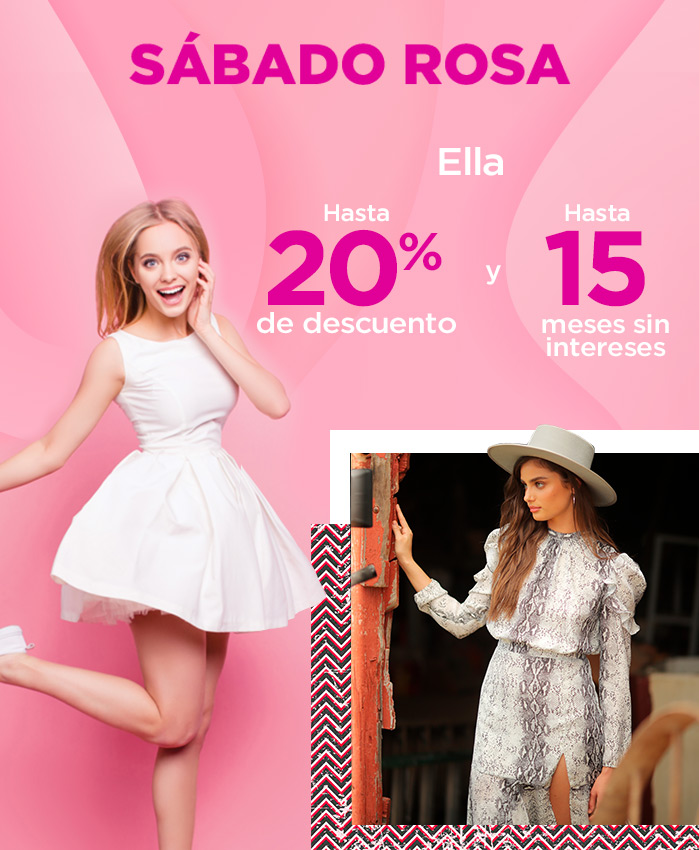 SÁBADO ROSA
Ella
Hasta
20%
de descuento
y
Hasta
15
meses sin
intereses